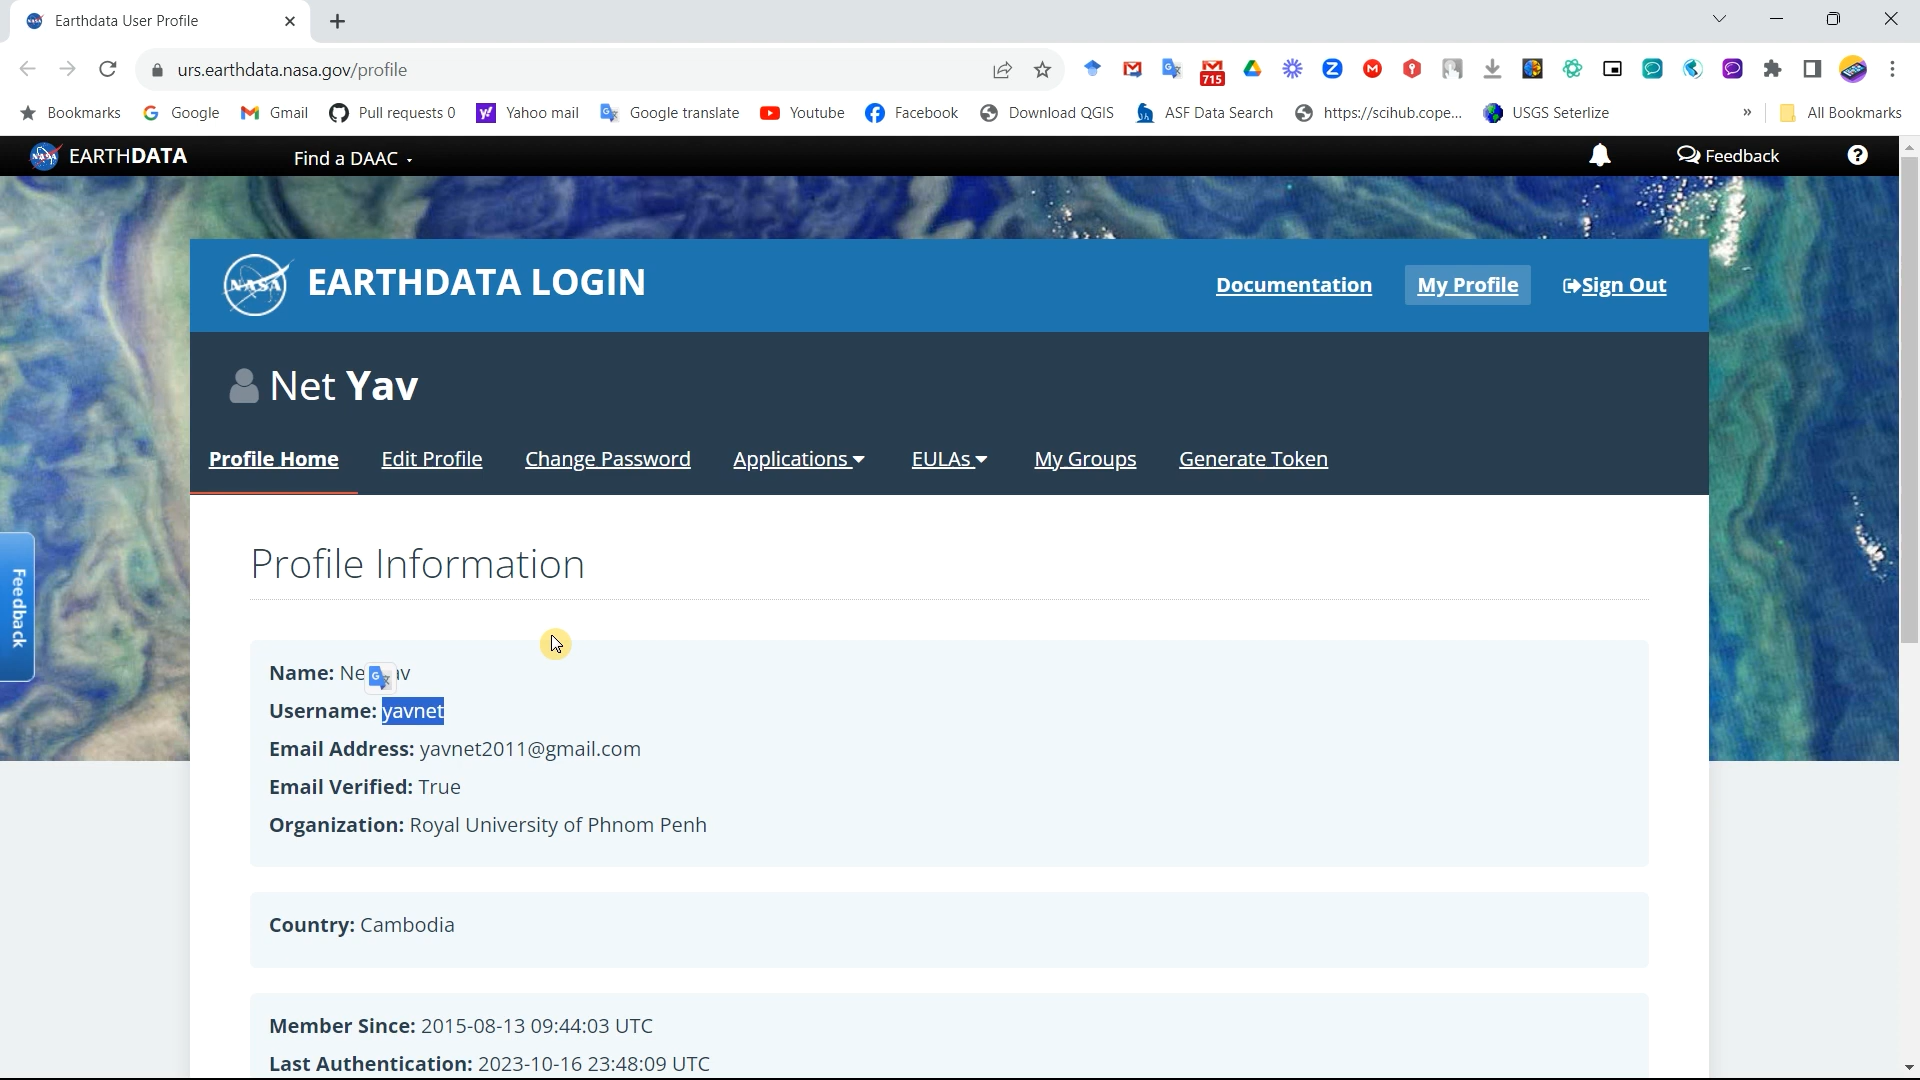 Earthdata User Profile
urs.earthdata.nasa.gov/profile
715
Bookmarks Google Gmail Pull requests 0 Yahoo mail Google translate Youtube Facebook Download QGIS ASF Data Search https://scihub.cope... USGS Seterlize » All Bookmarks
NASA EARTHDATA Find a DAAC Feedback ?
NASA EARTHDATA LOGIN Documentation My Profile Sign Out
Net Yav
Profile Home Edit Profile Change Password Applications EULAs My Groups Generate Token
Feedback
Profile Information
Name:
Username: yavnet
Email Address: yavnet2011@gmail.com
Email Verified: True
Organization: Royal University of Phnom Penh
Country: Cambodia
Member Since: 2015-08-13 09:44:03 UTC
Last Authentication: 2023-10-16 23:48:09 UTC